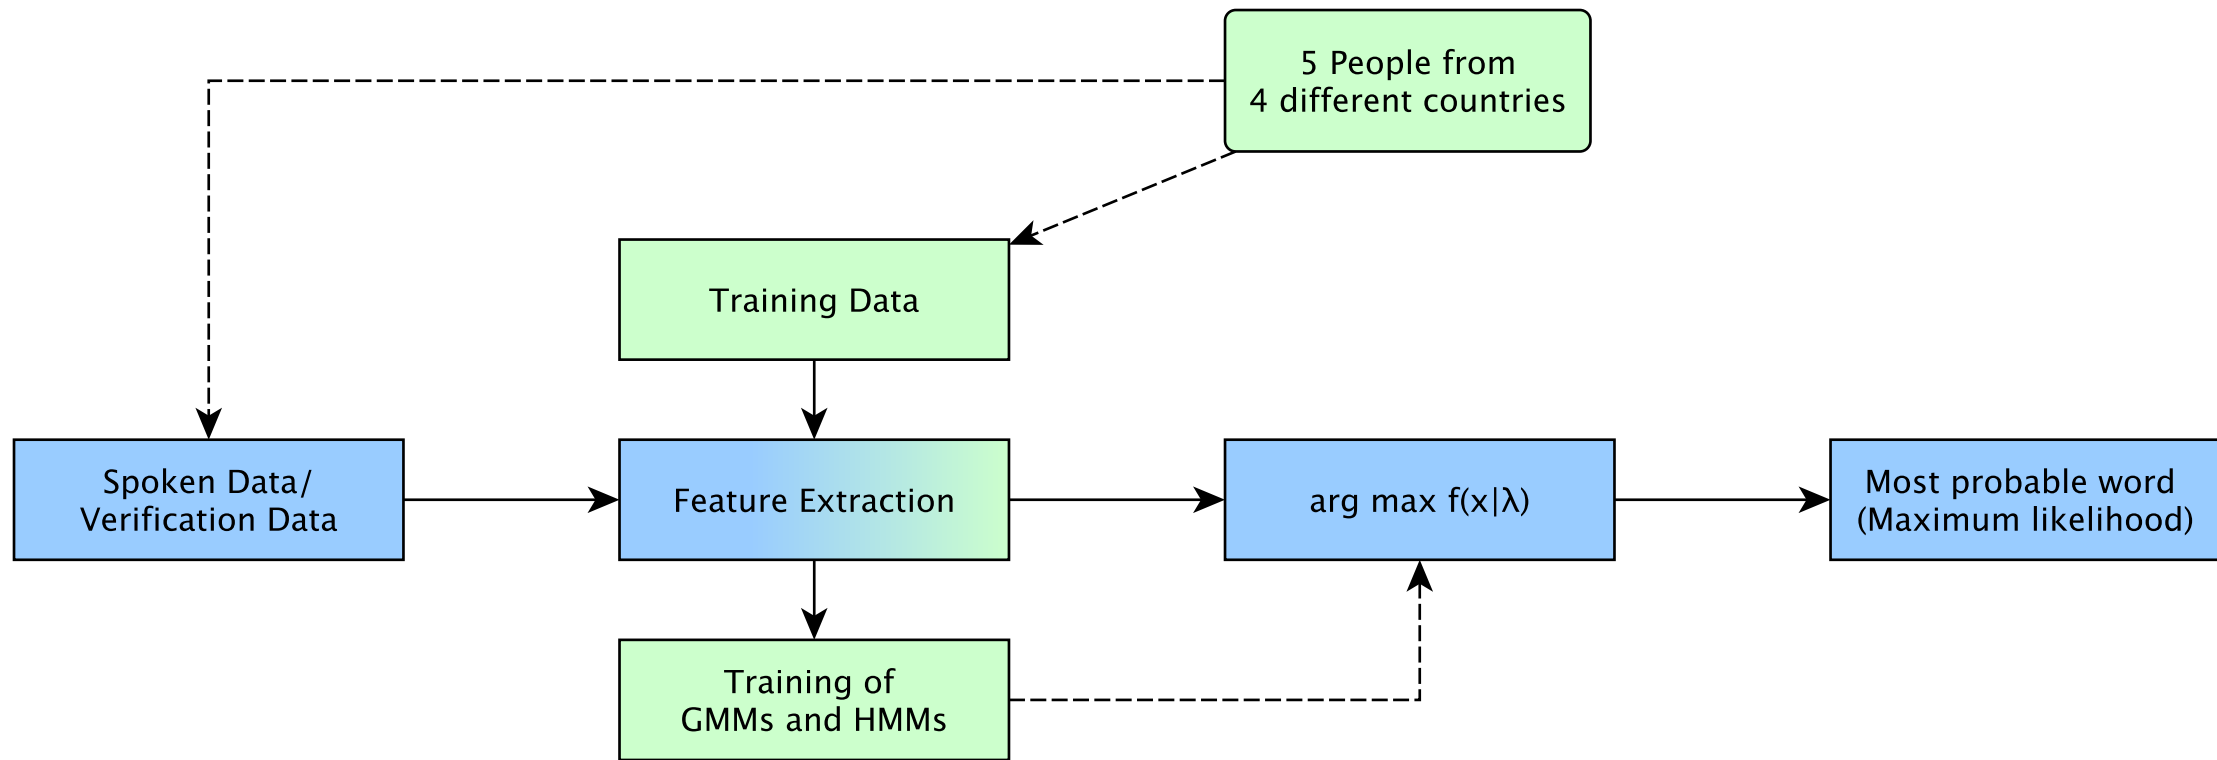 5 People from
4 different countries
Training Data
Spoken Data/
Verification Data
Feature Extraction
arg max f(x|λ)
Most probable word
(Maximum likelihood)
Training of
GMMs and HMMs